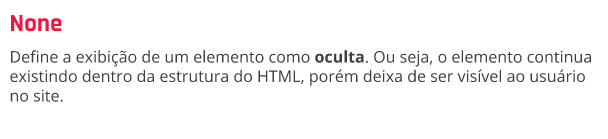 None
Define a exibição de um elemento como oculta. Ou seja, o elemento continua
existindo dentro da estrutura do HTML, porém deixa de ser visível ao usuário
no site.